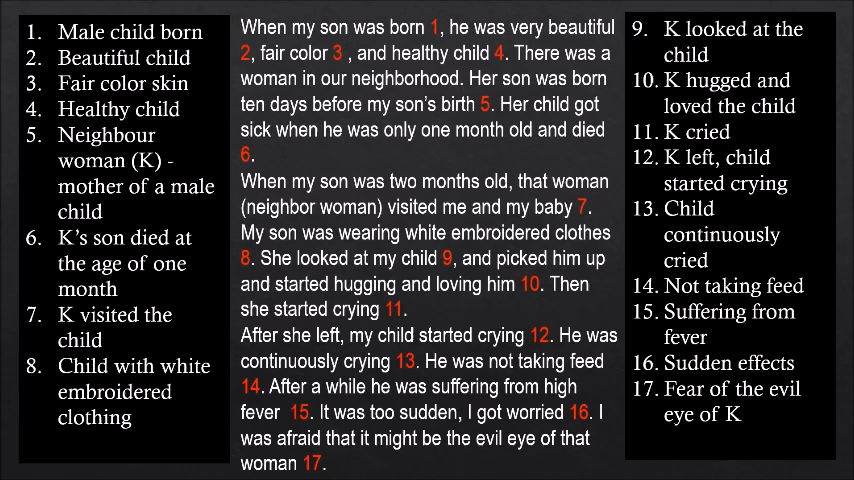 1. Male child born
2. Beautiful child
3. Fair color skin
4. Healthy child
5. Neighbour
woman (K) -
mother of a male
child
6. K's son died at
the age of one
month
7. K visited the
child
8. Child with white
embroidered
clothing
When my son was born 1, he was very beautiful
2, fair color 3 , and healthy child 4. There was a
woman in our neighborhood. Her son was born
ten days before my son's birth 5. Her child got
sick when he was only one month old and died
6.
When my son was two months old, that woman
(neighbor woman) visited me and my baby 7.
My son was wearing white embroidered clothes
8. She looked at my child 9, and picked him up
and started hugging and loving him 10. Then
she started crying 11.
After she left, my child started crying 12. He was
continuously crying 13. He was not taking feed
14. After a while he was suffering from high
fever 15. It was too sudden, I got worried 16. I
was afraid that it might be the evil eye of that
woman 17.
9. K looked at the
child
10. K hugged and
loved the child
11. K cried
12. K left, child
started crying
13. Child
continuously
cried
14. Not taking feed
15. Suffering from
fever
16. Sudden effects
17. Fear of the evil
eye of K